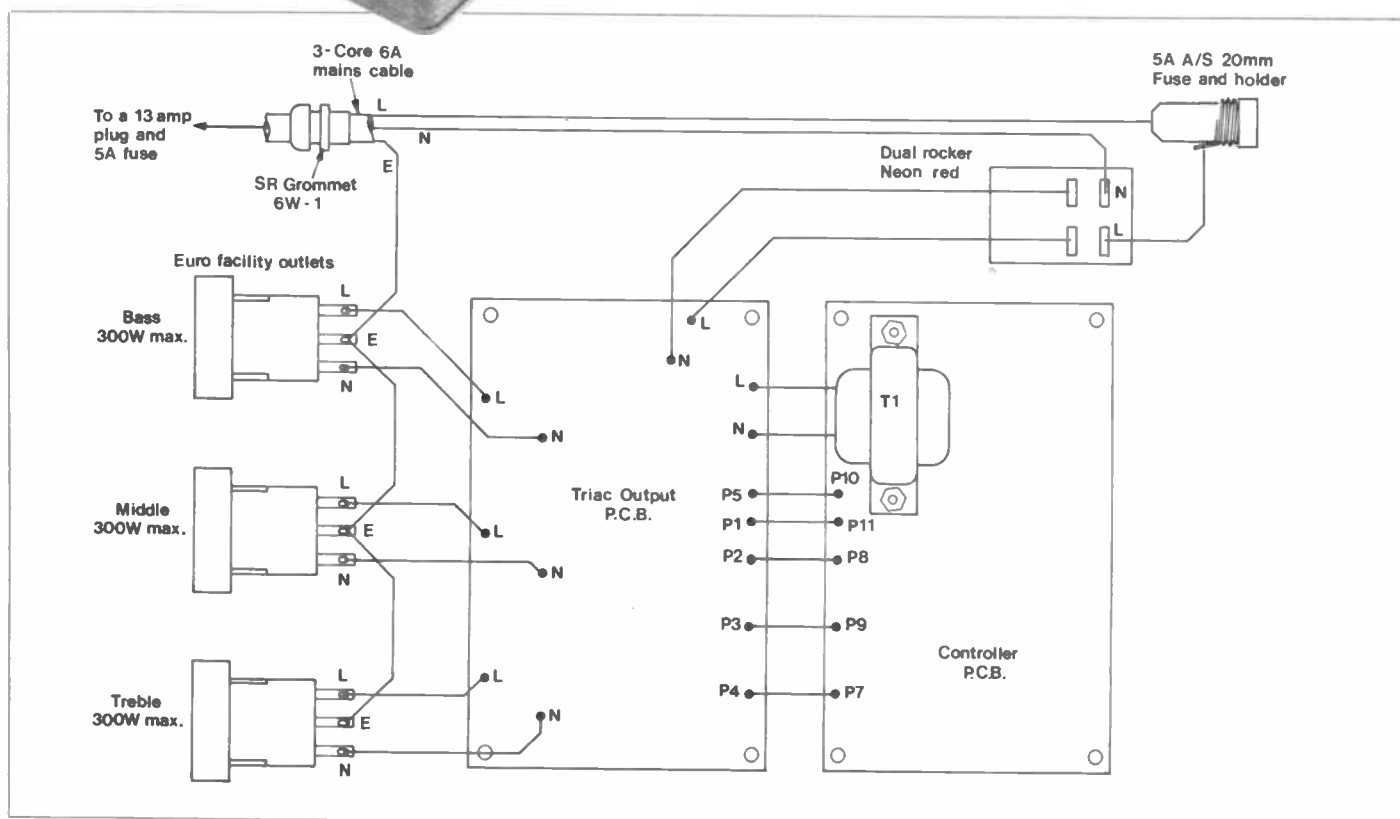 3-Core 6A
mains cable
5A A/S 20mm
Fuse and holder
To a 13 amp
plug and
5A fuse
L
N
E
SR Grommet
6W-1
Dual rocker
Neon red
N
L
Euro facility outlets
Bass
300W max.
L
E
N
L
N
L
N
L
N
T1
Middle
300W max.
L
E
N
L
N
Triac Output
P.C.B.
P5
P10
P1
P11
P2
P8
P3
P9
P4
P7
Controller
P.C.B.
Treble
300W max.
L
E
N
L
N